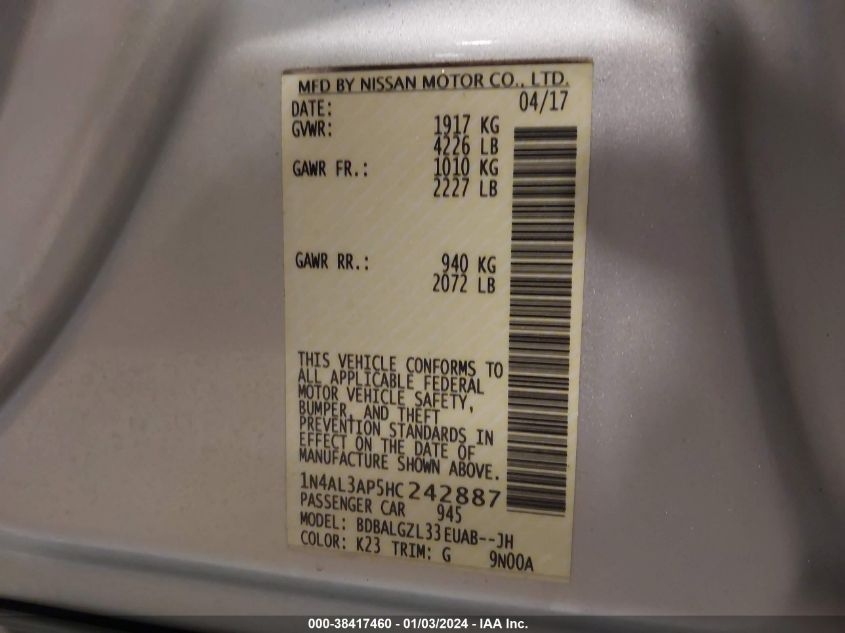 MFD BY NISSAN MOTOR CO., LTD.
DATE: 04/17
GVWR: 1917 KG
4226 LB
GAWR FR.: 1010 KG
2227 LB
GAWR RR.: 940 KG
2072 LB
THIS VEHICLE CONFORMS TO
ALL APPLICABLE FEDERAL
MOTOR VEHICLE SAFETY,
BUMPER, AND THEFT
PREVENTION STANDARDS IN
EFFECT ON THE DATE OF
MANUFACTURE SHOWN ABOVE.
1N4AL3AP5HC242887
PASSENGER CAR 945
MODEL: BDBALGZL33EUAB--JH
COLOR: K23 TRIM: G 9N00A
000-38417460 - 01/03/2024 - IAA Inc.